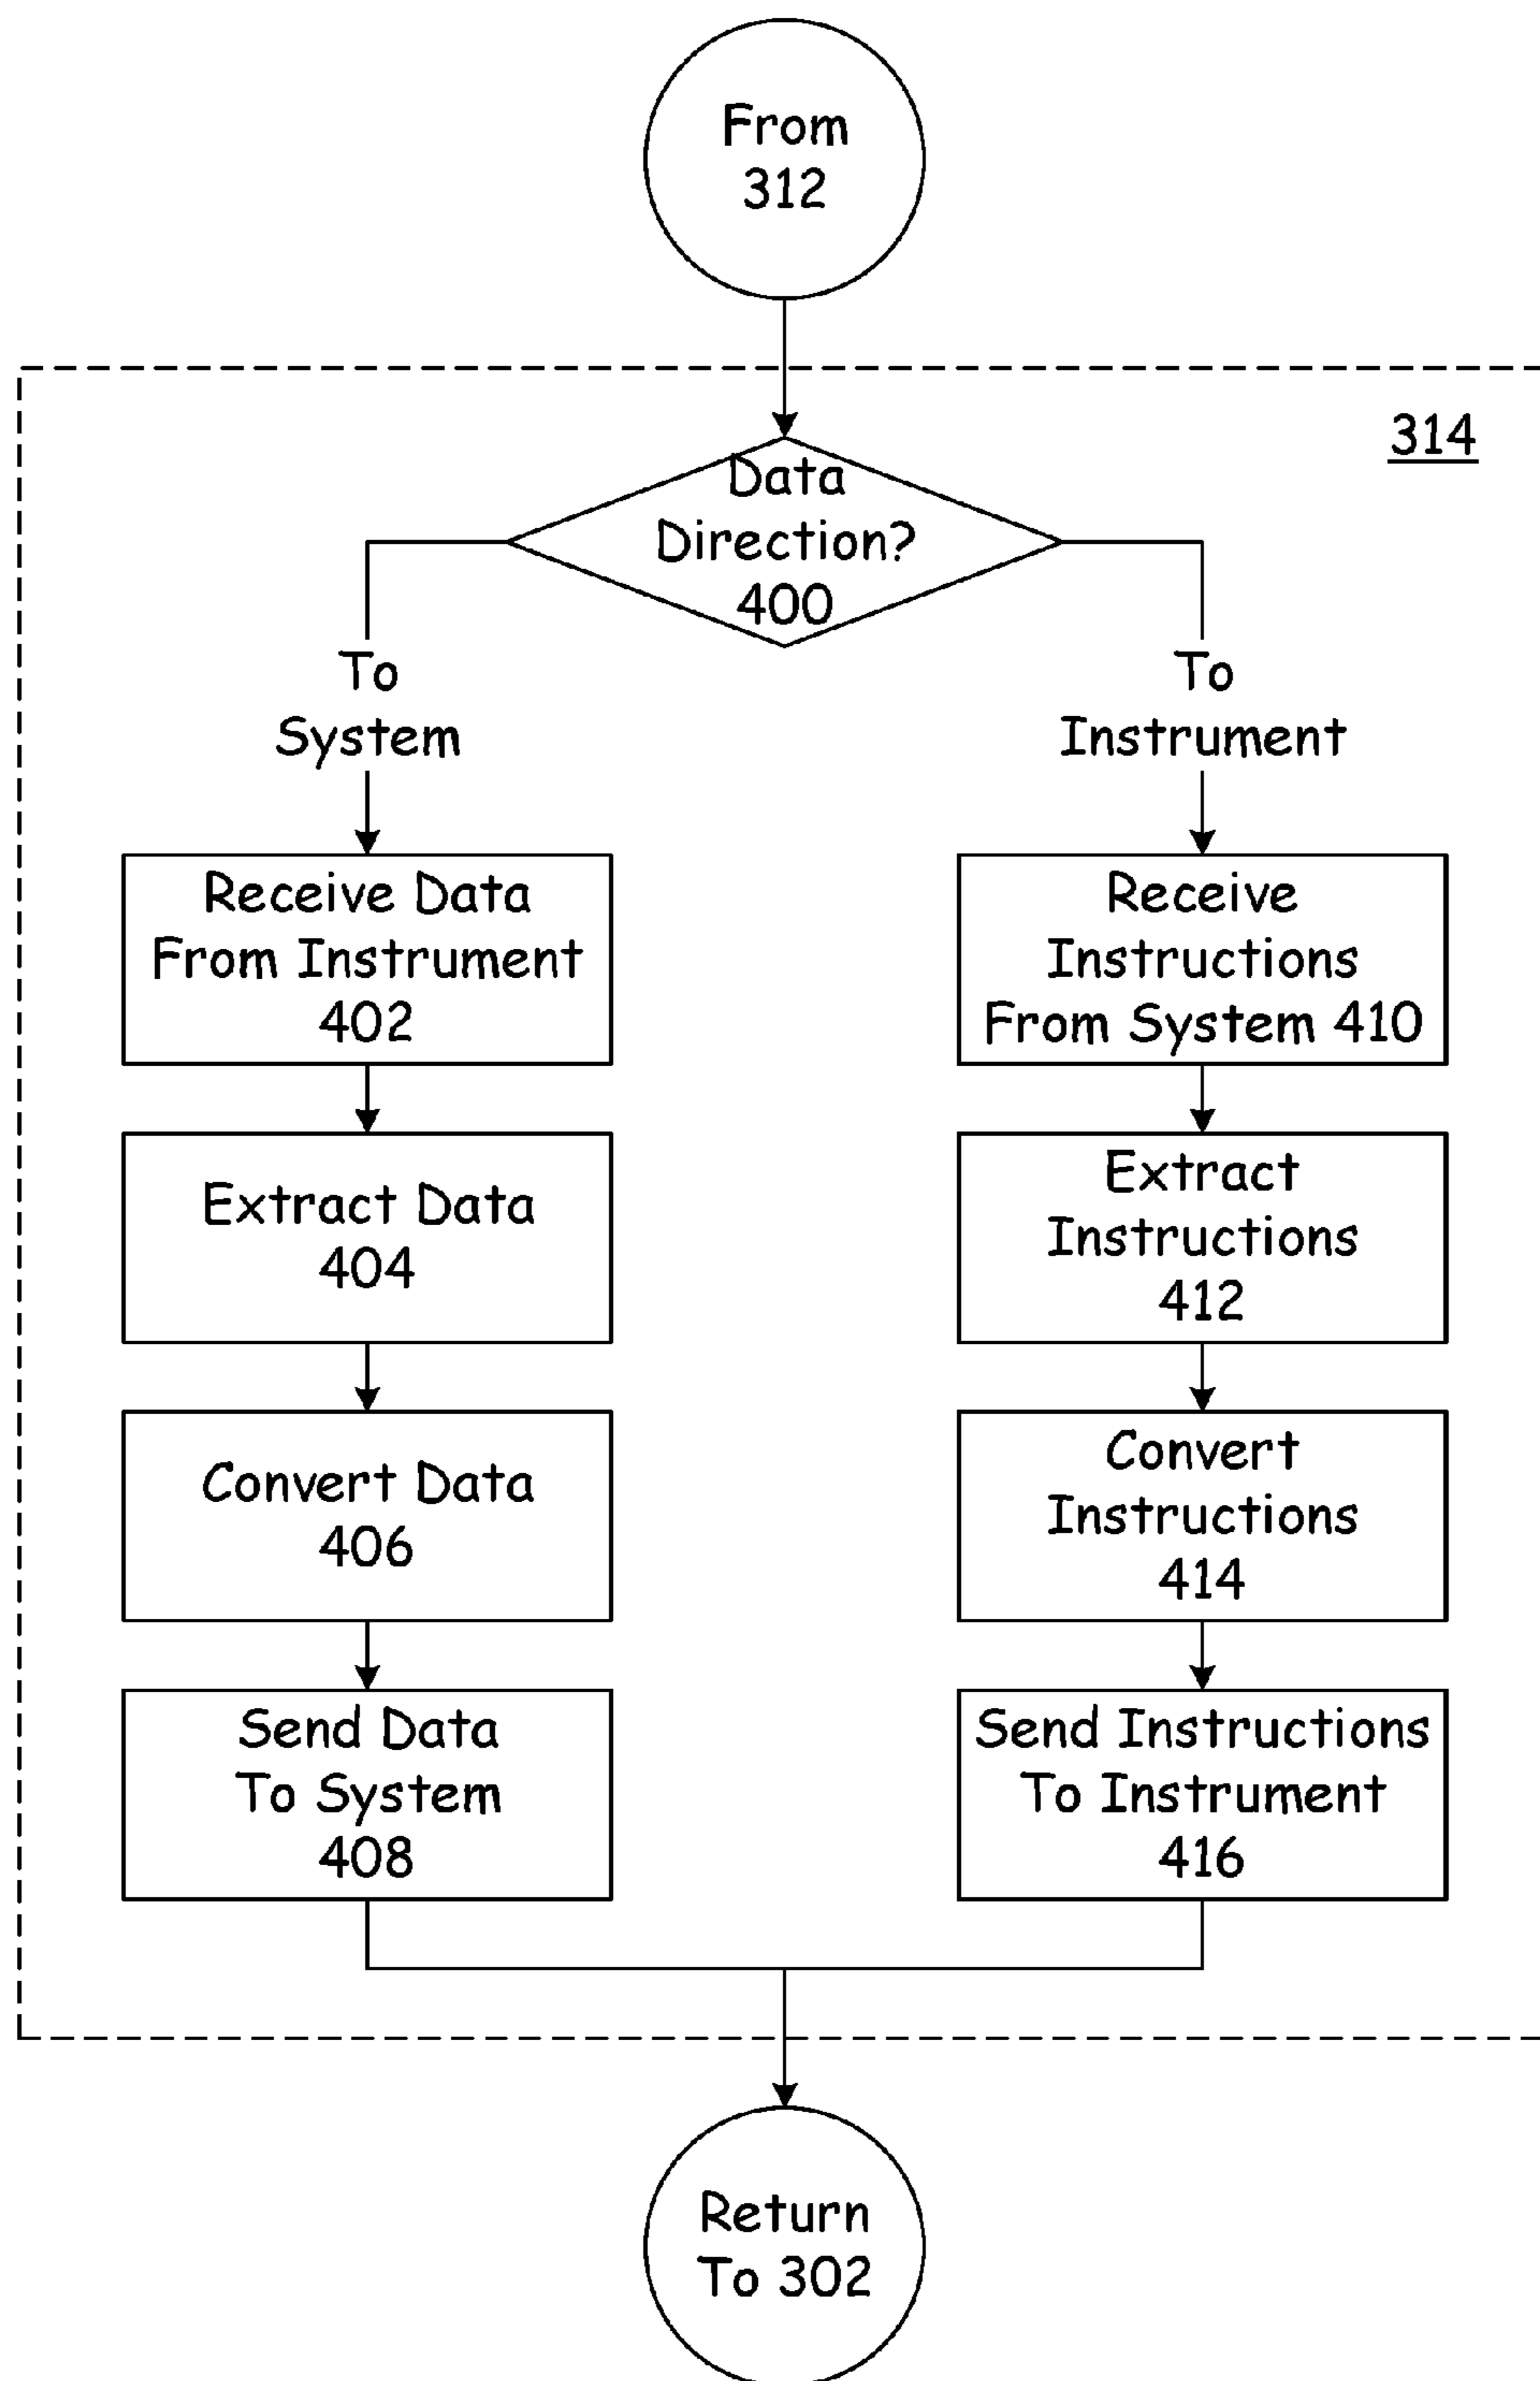 From
312
314
Data
Direction?
400
To
System
To
Instrument
Receive Data
From Instrument
402
Extract Data
404
Convert Data
406
Send Data
To System
408
Receive
Instructions
From System 410
Extract
Instructions
412
Convert
Instructions
414
Send Instructions
To Instrument
416
Return
To 302